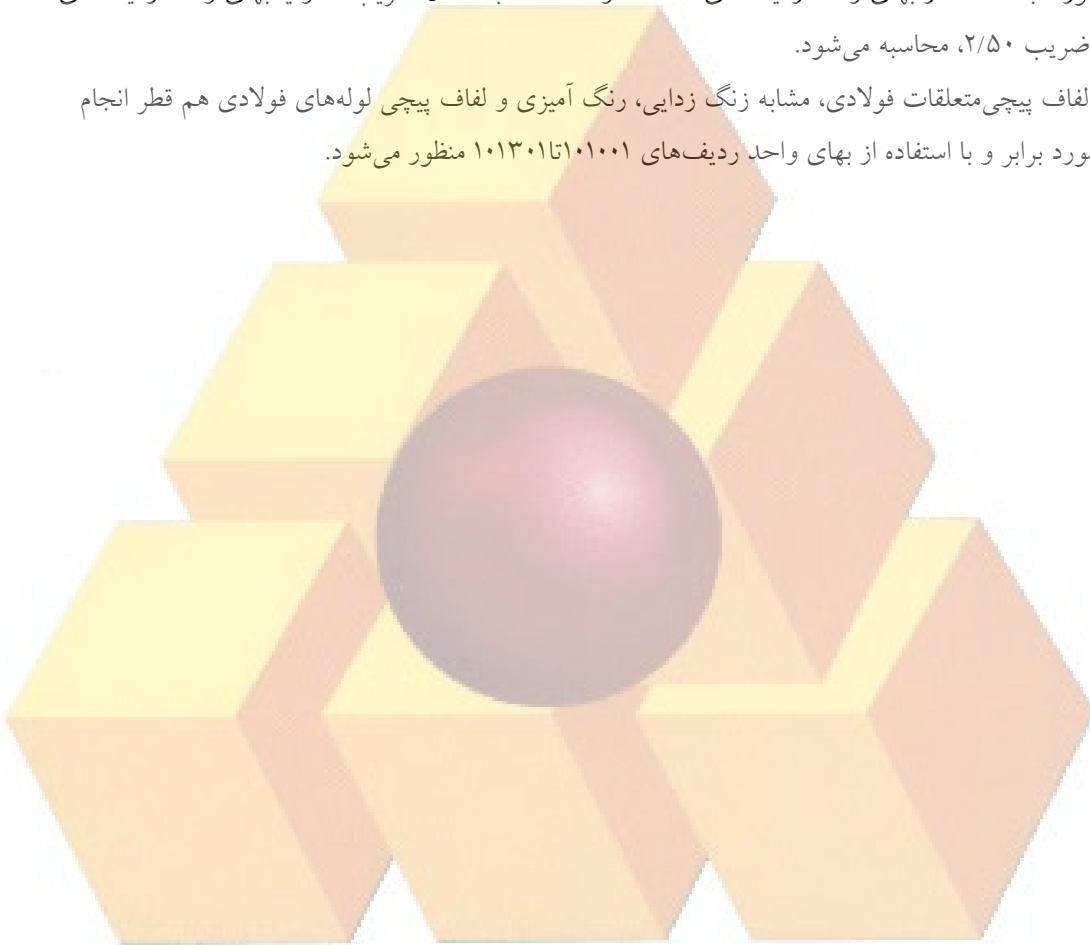 ضریب ۲/۵۰، محاسبه می‌شود.
لفاف پیچی‌متعلقات فولادی، مشابه زنگ زدایی، رنگ آمیزی و لفاف پیچی لوله‌های فولادی هم قطر انجام
ورد برابر و با استفاده از بهای واحد ردیف‌های ۱۰۱۰۰۱تا۱۰۱۳۰۱ منظور می‌شود.